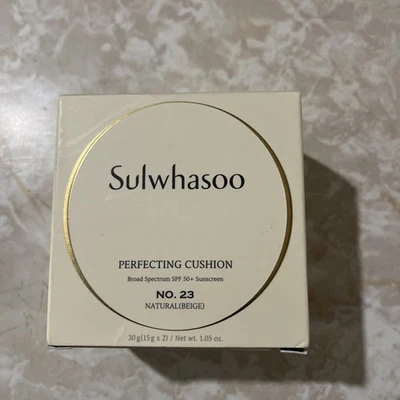 Sulwhasoo
PERFECTING CUSHION
Broad Spectrum SPF 50+ Sunscreen
NO. 23
NATURAL(BEIGE)
30 g(15 g x 2) / Net wt. 1.05 oz.